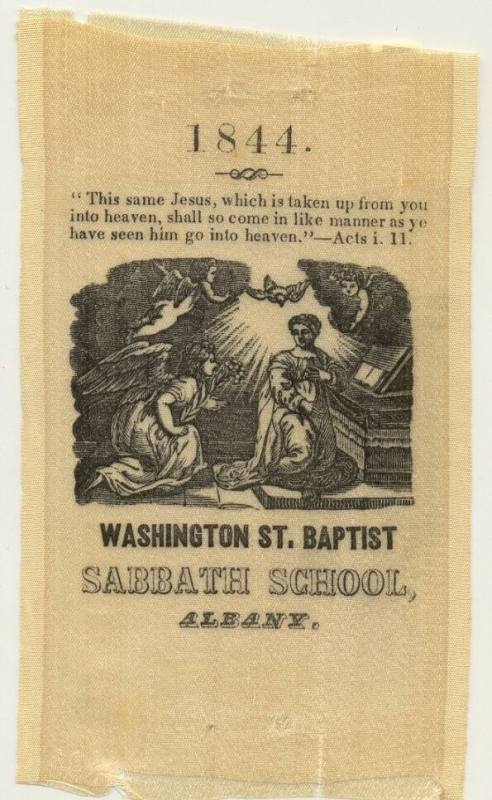 1844.
“ This same Jesus, which is taken up from you
into heaven, shall so come in like manner as ye
have seen him go into heaven.”—Acts i. 11.
WASHINGTON ST. BAPTIST
SABBATH SCHOOL,
ALBANY.